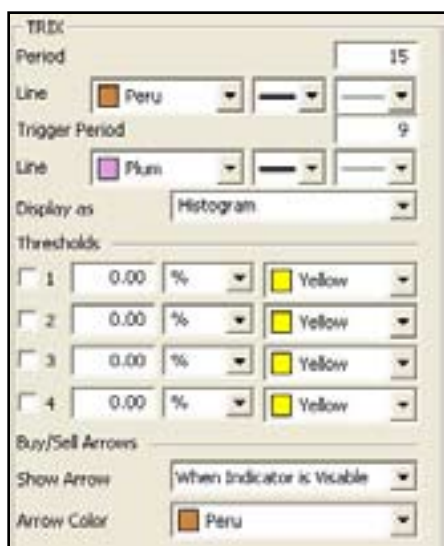 TRIX
Period 15
Line Peru
Trigger Period 9
Line Plum
Display as Histogram
Thresholds
1 0.00 % Yellow
2 0.00 % Yellow
3 0.00 % Yellow
4 0.00 % Yellow
Buy/Sell Arrows
Show Arrow When Indicator is Visable
Arrow Color Peru